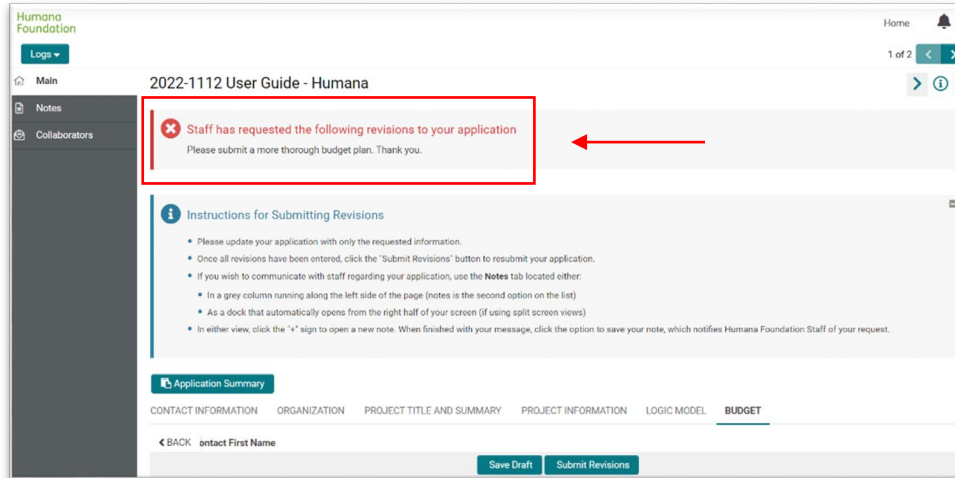 Humana
Foundation
Home
Logs
1 of 2
Main
2022-1112 User Guide - Humana
Notes
Collaborators
Staff has requested the following revisions to your application
Please submit a more thorough budget plan. Thank you.
Instructions for Submitting Revisions
Please update your application with only the requested information.
Once all revisions have been entered, click the "Submit Revisions" button to resubmit your application.
If you wish to communicate with staff regarding your application, use the Notes tab located either:
In a grey column running along the left side of the page (notes is the second option on the list)
As a dock that automatically opens from the right half of your screen (if using split screen views)
In either view, click the "+" sign to open a new note. When finished with your message, click the option to save your note, which notifies Humana Foundation Staff of your request.
Application Summary
CONTACT INFORMATION ORGANIZATION PROJECT TITLE AND SUMMARY PROJECT INFORMATION LOGIC MODEL BUDGET
BACK ontact First Name
Save Draft Submit Revisions